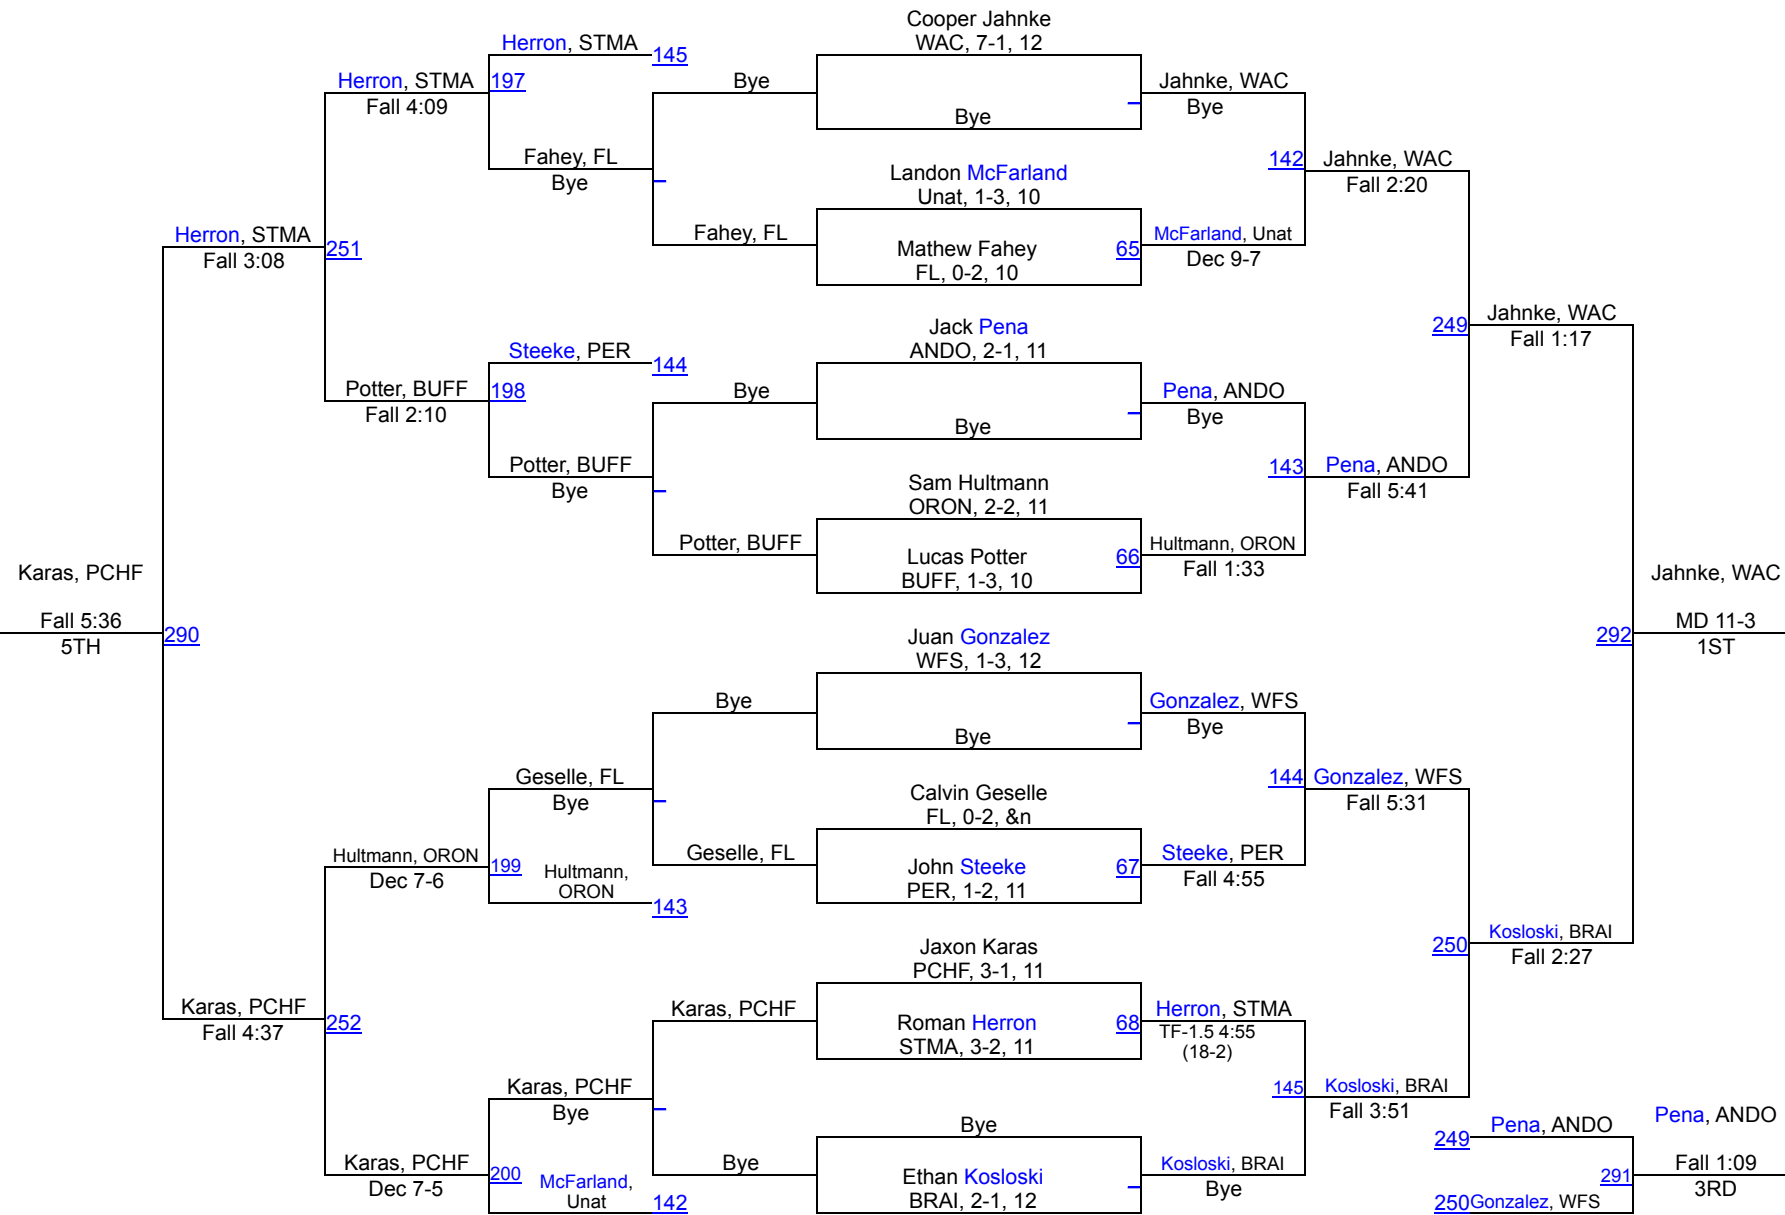 Cooper Jahnke
WAC, 7-1, 12
Bye
Landon McFarland
Unat, 1-3, 10
Mathew Fahey
FL, 0-2, 10
65
Jack Pena
ANDO, 2-1, 11
Bye
Sam Hultmann
ORON, 2-2, 11
Lucas Potter
BUFF, 1-3, 10
66
Juan Gonzalez
WFS, 1-3, 12
Bye
Calvin Geselle
FL, 0-2, &n
John Steeke
PER, 1-2, 11
67
Jaxon Karas
PCHF, 3-1, 11
Roman Herron
STMA, 3-2, 11
68
Bye
Ethan Kosloski
BRAI, 2-1, 12
Jahnke, WAC
Bye
McFarland, Unat
Dec 9-7
Pena, ANDO
Bye
Hultmann, ORON
Fall 1:33
Gonzalez, WFS
Bye
Steeke, PER
Fall 4:55
Herron, STMA
TF-1.5 4:55
(18-2)
Kosloski, BRAI
Bye
142
Jahnke, WAC
Fall 2:20
143
Pena, ANDO
Fall 5:41
144
Gonzalez, WFS
Fall 5:31
145
Kosloski, BRAI
Fall 3:51
249
Jahnke, WAC
Fall 1:17
250
Kosloski, BRAI
Fall 2:27
292
Jahnke, WAC
MD 11-3
1ST
249
Pena, ANDO
250
Gonzalez, WFS
291
Pena, ANDO
Fall 1:09
3RD
Bye
Fahey, FL
Bye
Potter, BUFF
Bye
Geselle, FL
Karas, PCHF
Bye
Herron, STMA
145
197
Fahey, FL
Bye
Steeke, PER
144
198
Potter, BUFF
Bye
Geselle, FL
Bye
199
Hultmann,
ORON
143
Karas, PCHF
Bye
200
McFarland,
Unat
142
Herron, STMA
Fall 4:09
Potter, BUFF
Fall 2:10
Hultmann, ORON
Dec 7-6
Karas, PCHF
Dec 7-5
Herron, STMA
Fall 3:08
251
Karas, PCHF
Fall 4:37
252
Karas, PCHF
Fall 5:36
5TH
290